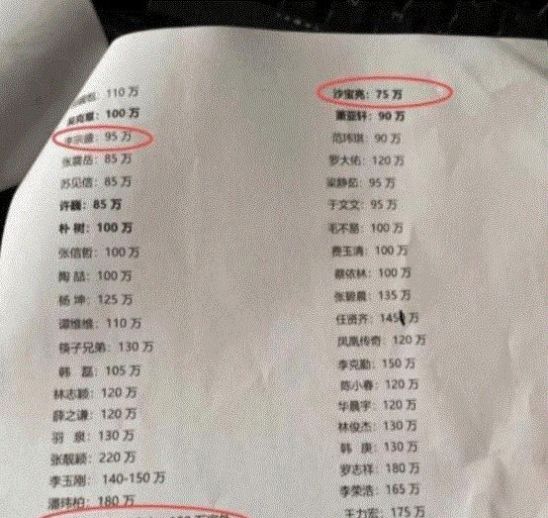 110 万
吴克群：100 万
李宗盛：95 万
张震岳：85 万
苏见信：85 万
许巍：85 万
朴 树：100 万
张信哲：100 万
陶 喆：100 万
杨 坤：125 万
谭维维：110 万
筷子兄弟：130 万
韩 磊：105 万
林志颖：120 万
薛之谦：120 万
羽 泉：130 万
张靓颖：220 万
李玉刚：140-150 万
潘玮柏：180 万
沙宝亮：75 万
萧亚轩：90 万
范玮琪：90 万
罗大佑：120 万
梁静茹：95 万
于文文：95 万
毛不易：100 万
费玉清：100 万
蔡依林：100 万
张碧晨：135 万
任贤齐：145 万
凤凰传奇：120 万
李克勤：150 万
陈小春：120 万
华晨宇：120 万
林俊杰：130 万
韩 庚：130 万
罗志祥：180 万
李荣浩：165 万
王力宏：175 万